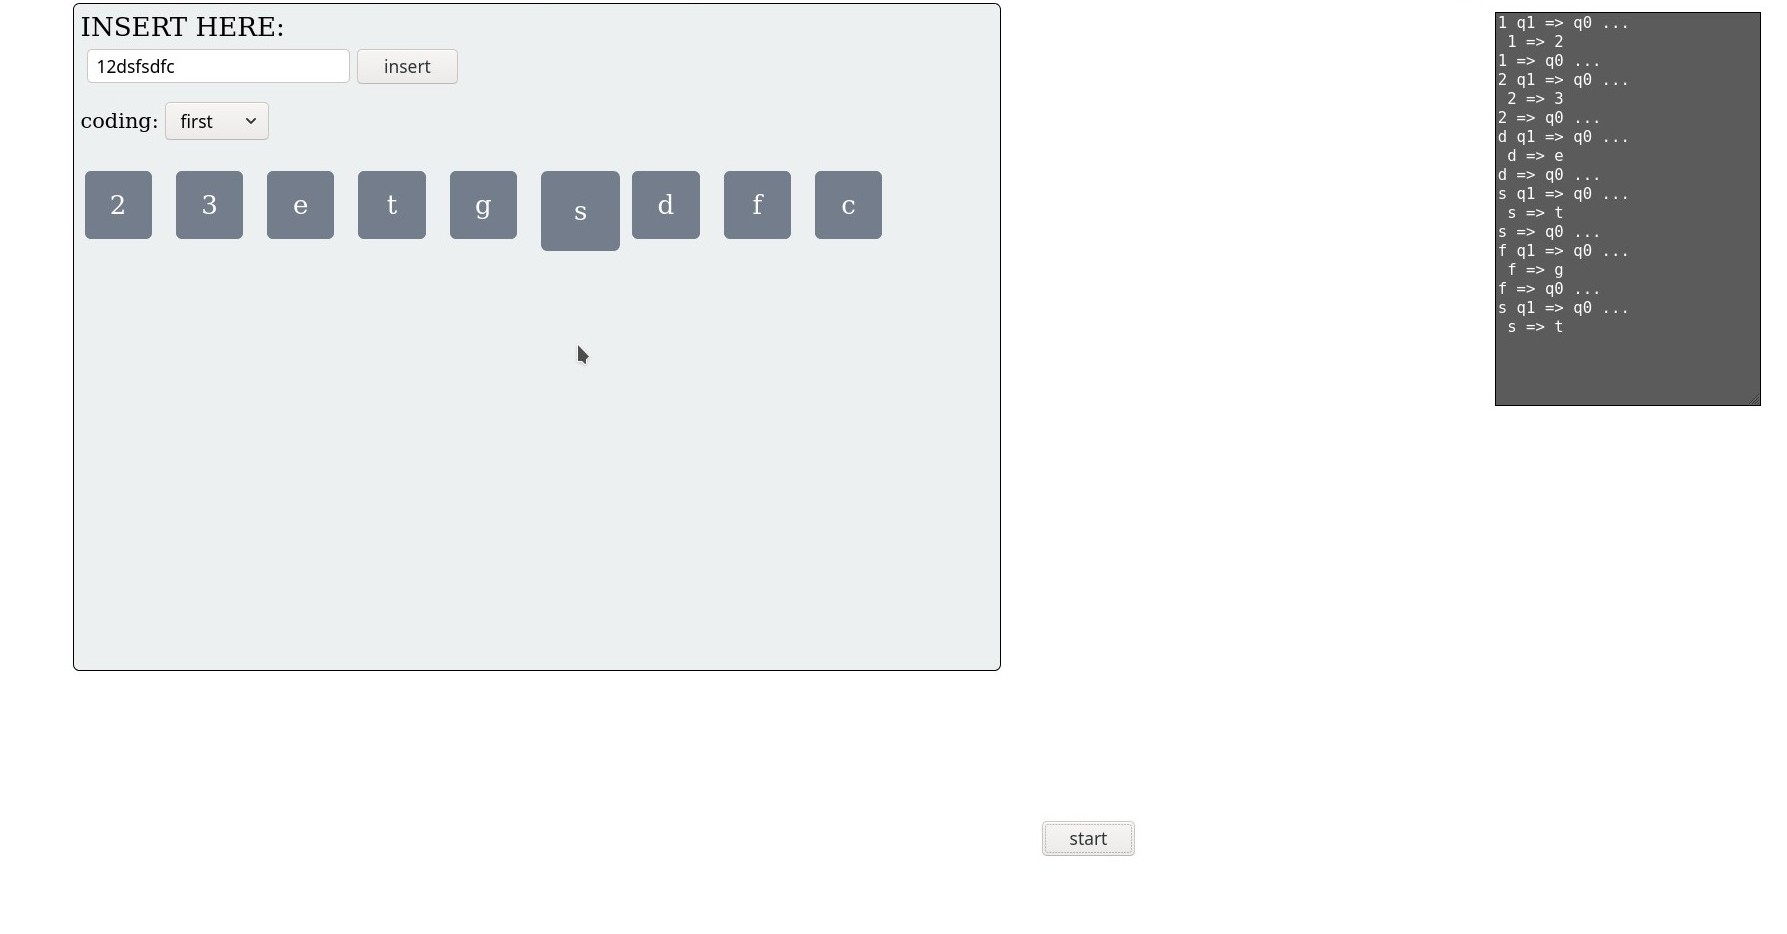 INSERT HERE:
12dsfsdfc insert
coding: first
2 3 e t g s d f c
start
1 q1 => q0 ...
1 => 2
1 => q0 ...
2 q1 => q0 ...
2 => 3
2 => q0 ...
d q1 => q0 ...
d => e
d => q0 ...
s q1 => q0 ...
s => t
s => q0 ...
f q1 => q0 ...
f => g
f => q0 ...
s q1 => q0 ...
s => t